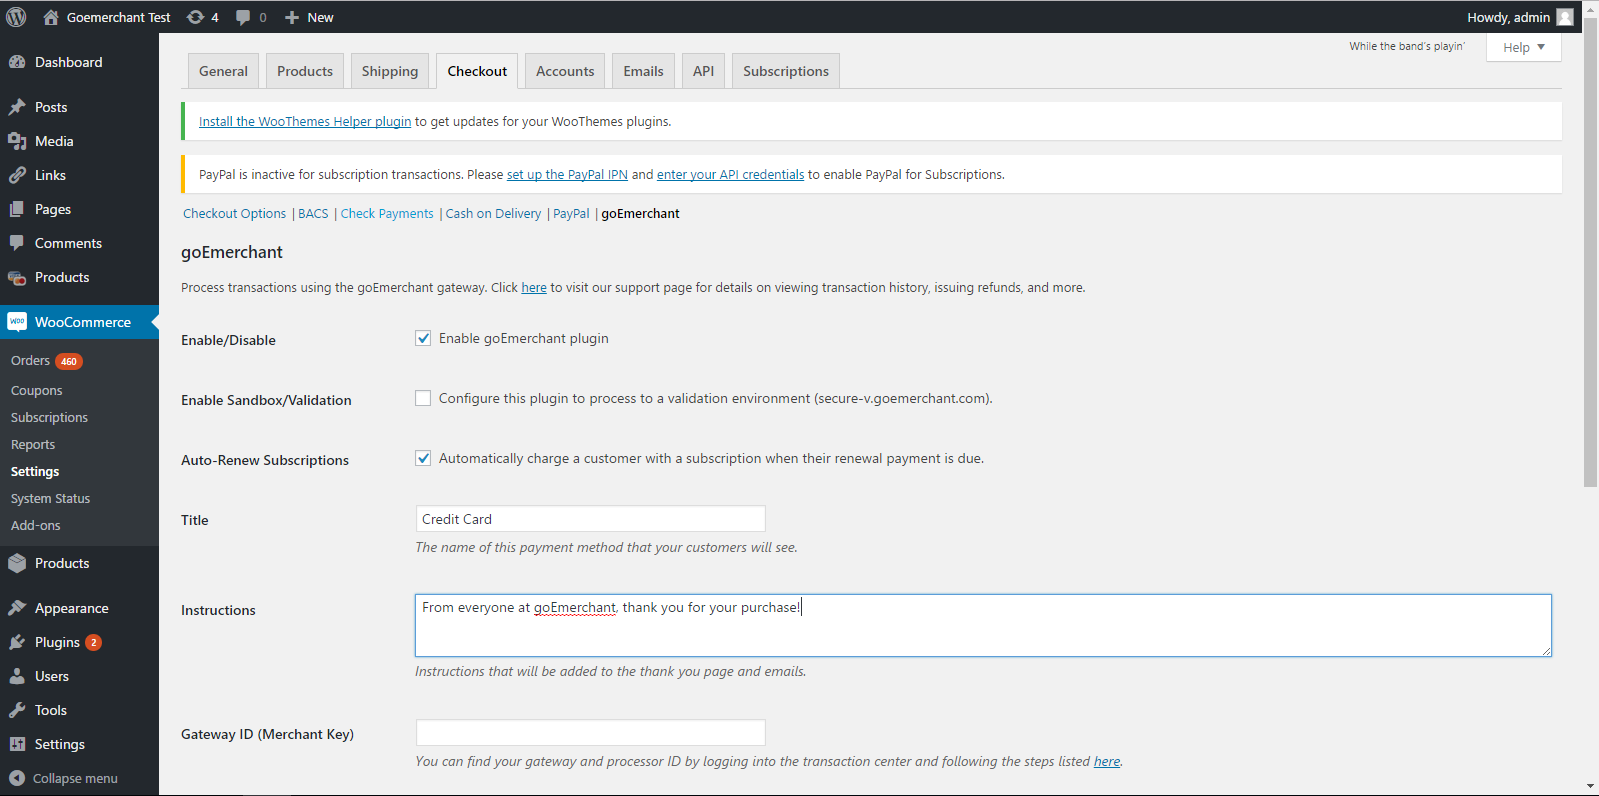 Goemerchant Test 4 0 New Howdy, admin
Dashboard
Posts
Media
Links
Pages
Comments
Products
WooCommerce
Orders 460
Coupons
Subscriptions
Reports
Settings
System Status
Add-ons
Products
Appearance
Plugins 2
Users
Tools
Settings
Collapse menu
While the band's playin'
Help
General Products Shipping Checkout Accounts Emails API Subscriptions
Install the WooThemes Helper plugin to get updates for your WooThemes plugins.
PayPal is inactive for subscription transactions. Please set up the PayPal IPN and enter your API credentials to enable PayPal for Subscriptions.
Checkout Options | BACS | Check Payments | Cash on Delivery | PayPal | goEmerchant
goEmerchant
Process transactions using the goEmerchant gateway. Click here to visit our support page for details on viewing transaction history, issuing refunds, and more.
Enable/Disable Enable goEmerchant plugin
Enable Sandbox/Validation Configure this plugin to process to a validation environment (secure-v.goemerchant.com).
Auto-Renew Subscriptions Automatically charge a customer with a subscription when their renewal payment is due.
Title Credit Card
The name of this payment method that your customers will see.
Instructions From everyone at goEmerchant, thank you for your purchase!
Instructions that will be added to the thank you page and emails.
Gateway ID (Merchant Key)
You can find your gateway and processor ID by logging into the transaction center and following the steps listed here.